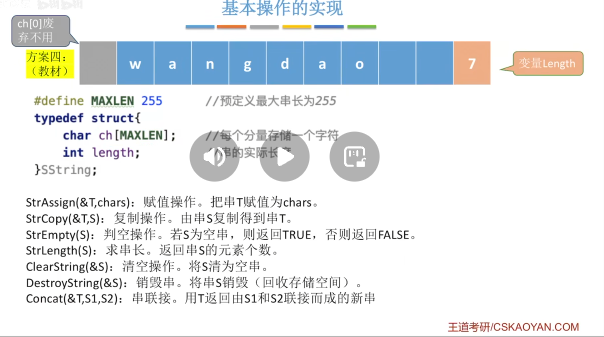 基本操作的实现
ch[0]废
弃不用
方案四：
（教材）
w a n g d a o 7
变量Length
#define MAXLEN 255 //预定义最大串长为255
typedef struct{
char ch[MAXLEN]; //每个分量存储一个字符
int length; //串的实际长度
}SString;
StrAssign(&T,chars)：赋值操作。把串T赋值为chars。
StrCopy(&T,S)：复制操作。由串S复制得到串T。
StrEmpty(S)：判空操作。若S为空串，则返回TRUE，否则返回FALSE。
StrLength(S)：求串长。返回串S的元素个数。
ClearString(&S)：清空操作。将S清为空串。
DestroyString(&S)：销毁串。将串S销毁（回收存储空间）。
Concat(&T,S1,S2)：串联接。用T返回由S1和S2联接而成的新串
王道考研/CSKAOYAN.COM